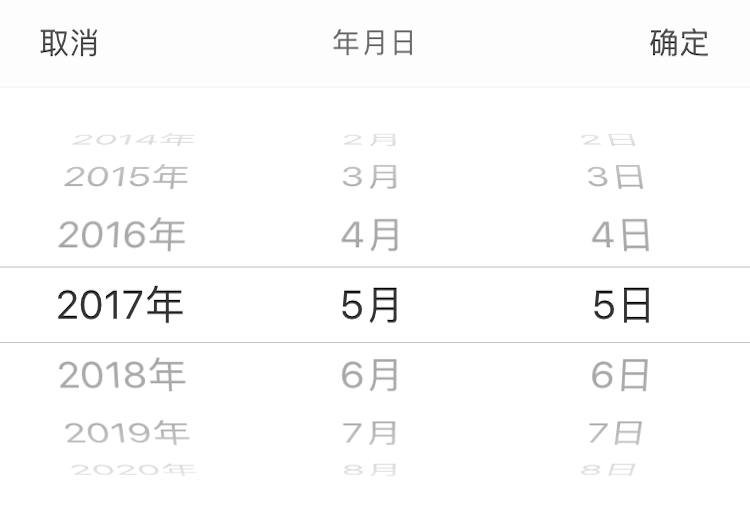 取消 年月日 确定
2014年 2月 2日
2015年 3月 3日
2016年 4月 4日
2017年 5月 5日
2018年 6月 6日
2019年 7月 7日
2020年 8月 8日